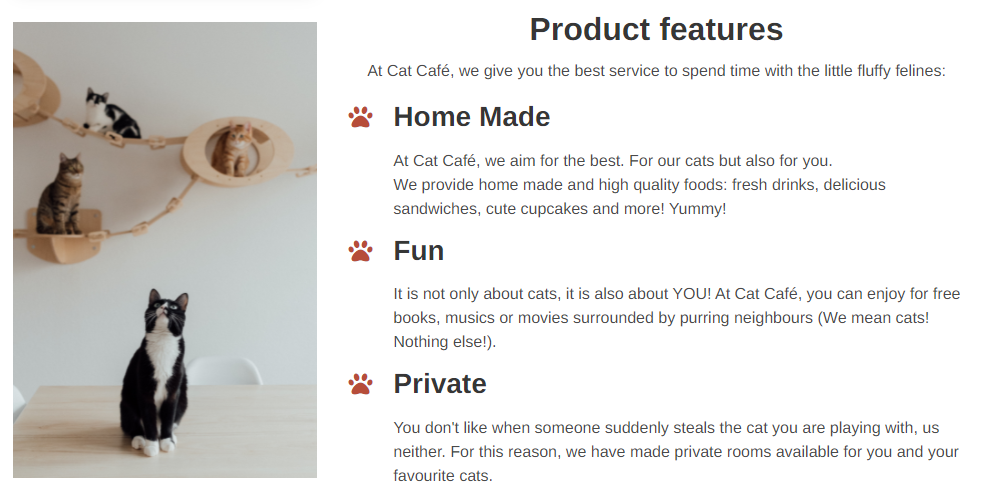 Product features
At Cat Café, we give you the best service to spend time with the little fluffy felines:
Home Made
At Cat Café, we aim for the best. For our cats but also for you.
We provide home made and high quality foods: fresh drinks, delicious
sandwiches, cute cupcakes and more! Yummy!
Fun
It is not only about cats, it is also about YOU! At Cat Café, you can enjoy for free
books, musics or movies surrounded by purring neighbours (We mean cats!
Nothing else!).
Private
You don't like when someone suddenly steals the cat you are playing with, us
neither. For this reason, we have made private rooms available for you and your
favourite cats.